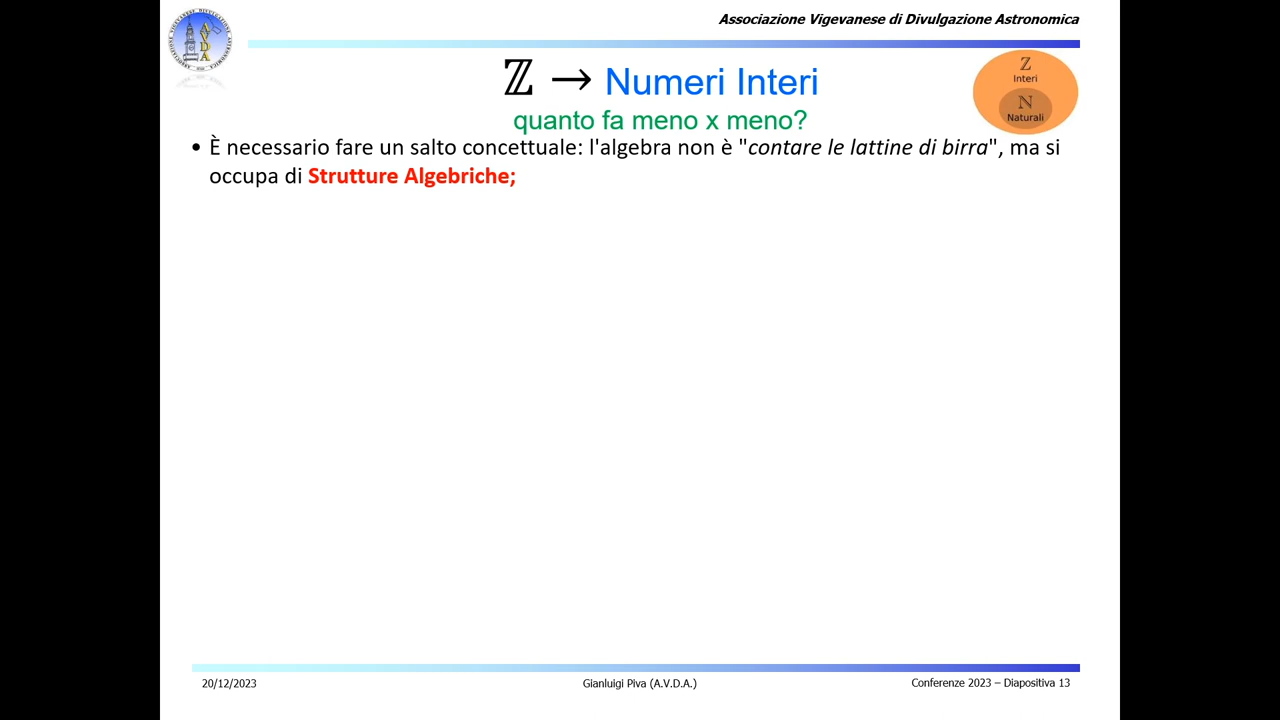 Associazione Vigevanese di Divulgazione Astronomica
A.V.D.A
ℤ → Numeri Interi
quanto fa meno x meno?
ℤ
Interi
ℕ
Naturali
• È necessario fare un salto concettuale: l'algebra non è "contare le lattine di birra", ma si
occupa di Strutture Algebriche;
20/12/2023
Gianluigi Piva (A.V.D.A.)
Conferenze 2023 – Diapositiva 13